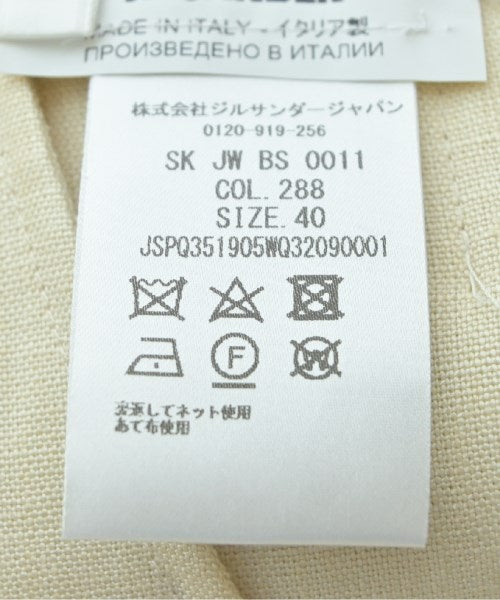 MADE IN ITALY - イタリア製
ПРОИЗВЕДЕНО В ИТАЛИИ
株式会社ジルサンダージャパン
0120-919-256
SK JW BS 0011
COL. 288
SIZE. 40
JSPQ351905WQ32090001
F
W
裏返してネット使用
あて布使用